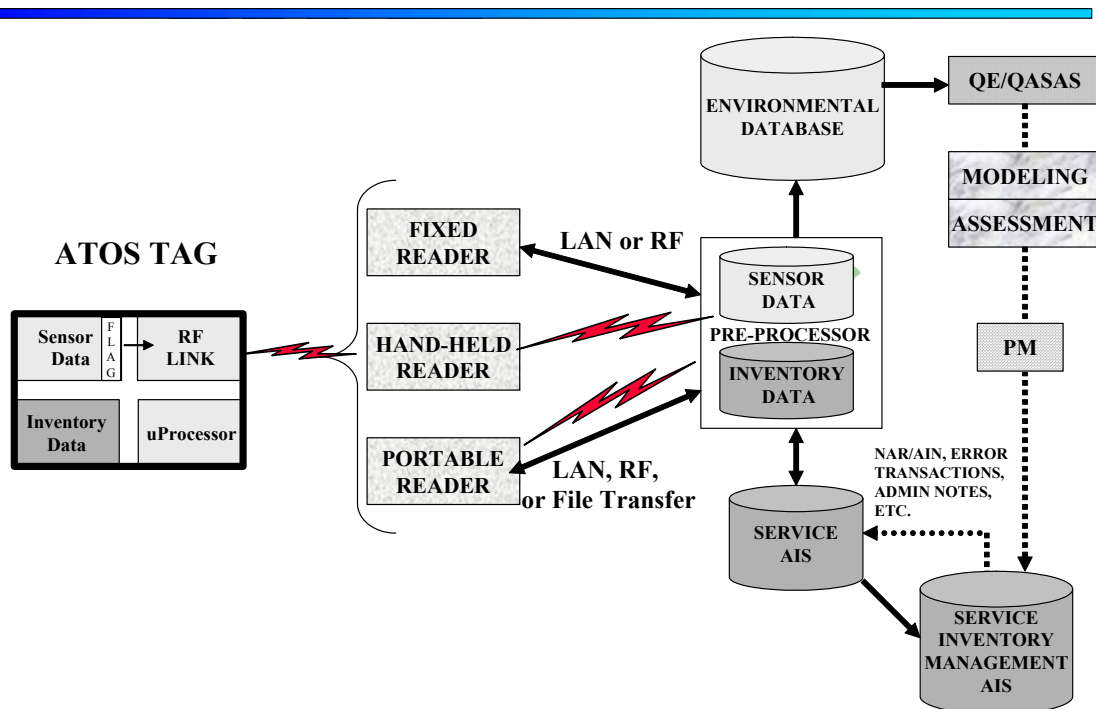 ATOS TAG
Sensor
Data
FLAG
RF
LINK
Inventory
Data
uProcessor
FIXED
READER
HAND-HELD
READER
PORTABLE
READER
LAN or RF
LAN, RF,
or File Transfer
ENVIRONMENTAL
DATABASE
SENSOR
DATA
PRE-PROCESSOR
INVENTORY
DATA
SERVICE
AIS
NAR/AIN, ERROR
TRANSACTIONS,
ADMIN NOTES,
ETC.
QE/QASAS
MODELING
ASSESSMENT
PM
SERVICE
INVENTORY
MANAGEMENT
AIS